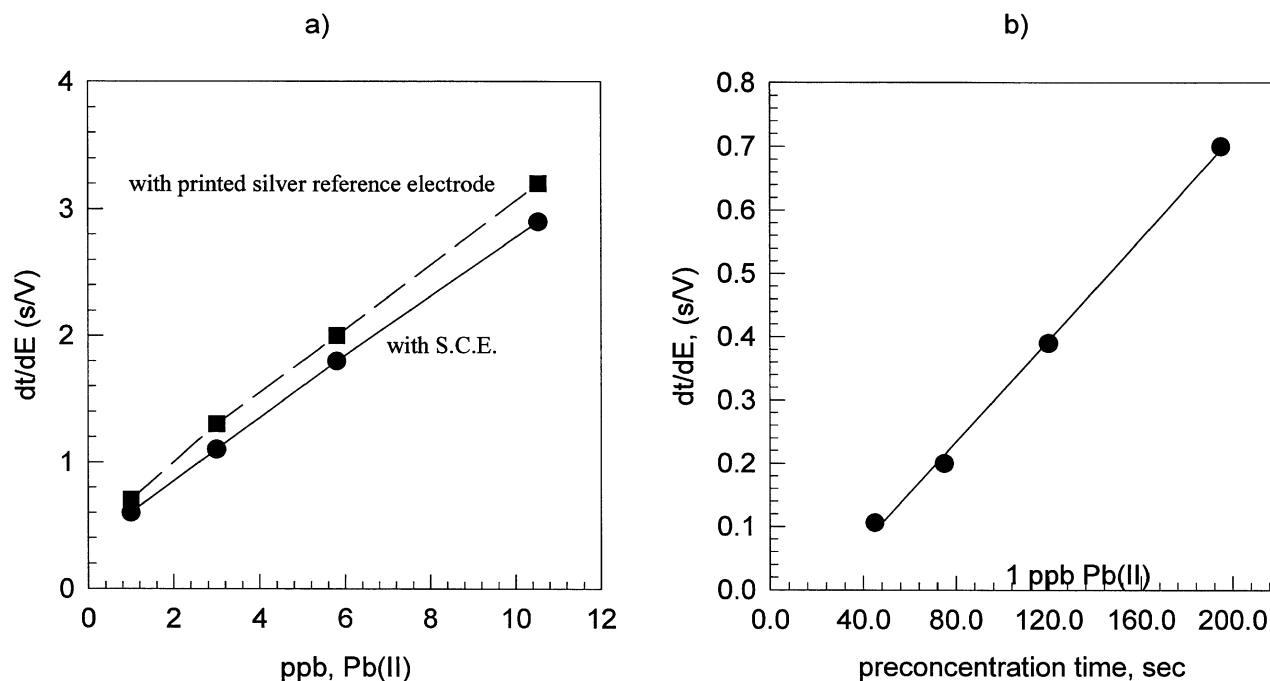 a)
4
3
2
1
0
dt/dE (s/V)
with printed silver reference electrode
with S.C.E.
0 2 4 6 8 10 12
ppb, Pb(II)
b)
0.8
0.7
0.6
0.5
0.4
0.3
0.2
0.1
0.0
dt/dE, (s/V)
1 ppb Pb(II)
0.0 40.0 80.0 120.0 160.0 200.0
preconcentration time, sec